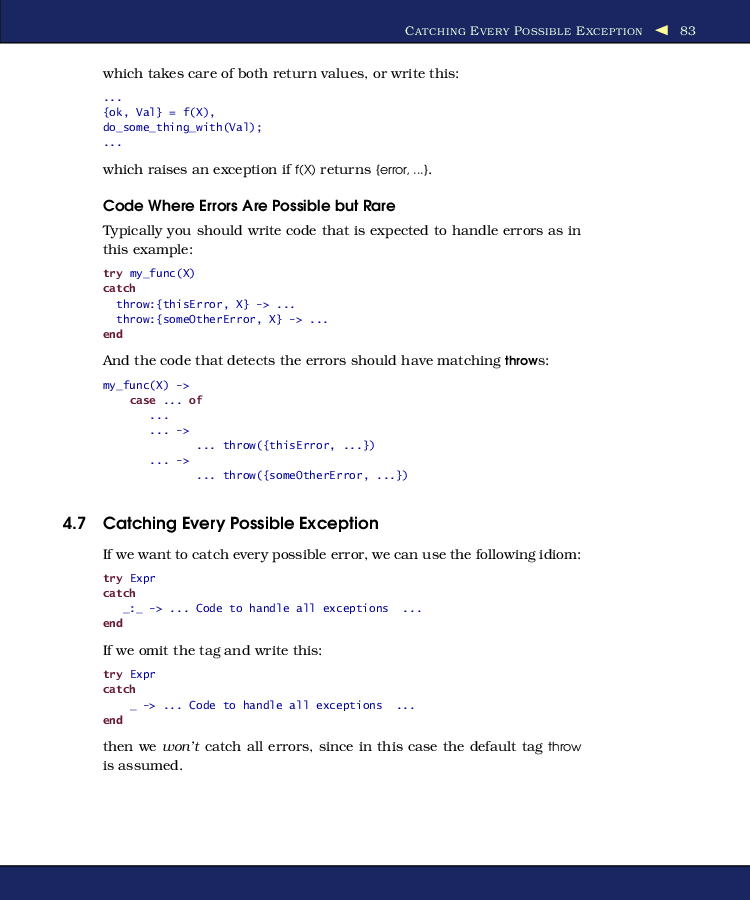 CATCHING EVERY POSSIBLE EXCEPTION ◄ 83
which takes care of both return values, or write this:
...
{ok, Val} = f(X),
do_some_thing_with(Val);
...
which raises an exception if f(X) returns {error, ...}.
Code Where Errors Are Possible but Rare
Typically you should write code that is expected to handle errors as in
this example:
try my_func(X)
catch
  throw:{thisError, X} -> ...
  throw:{someOtherError, X} -> ...
end
And the code that detects the errors should have matching throws:
my_func(X) ->
    case ... of
       ...
       ... ->
              ... throw({thisError, ...})
       ... ->
              ... throw({someOtherError, ...})
4.7 Catching Every Possible Exception
If we want to catch every possible error, we can use the following idiom:
try Expr
catch
   _:_ -> ... Code to handle all exceptions  ...
end
If we omit the tag and write this:
try Expr
catch
    _ -> ... Code to handle all exceptions  ...
end
then we won't catch all errors, since in this case the default tag throw
is assumed.